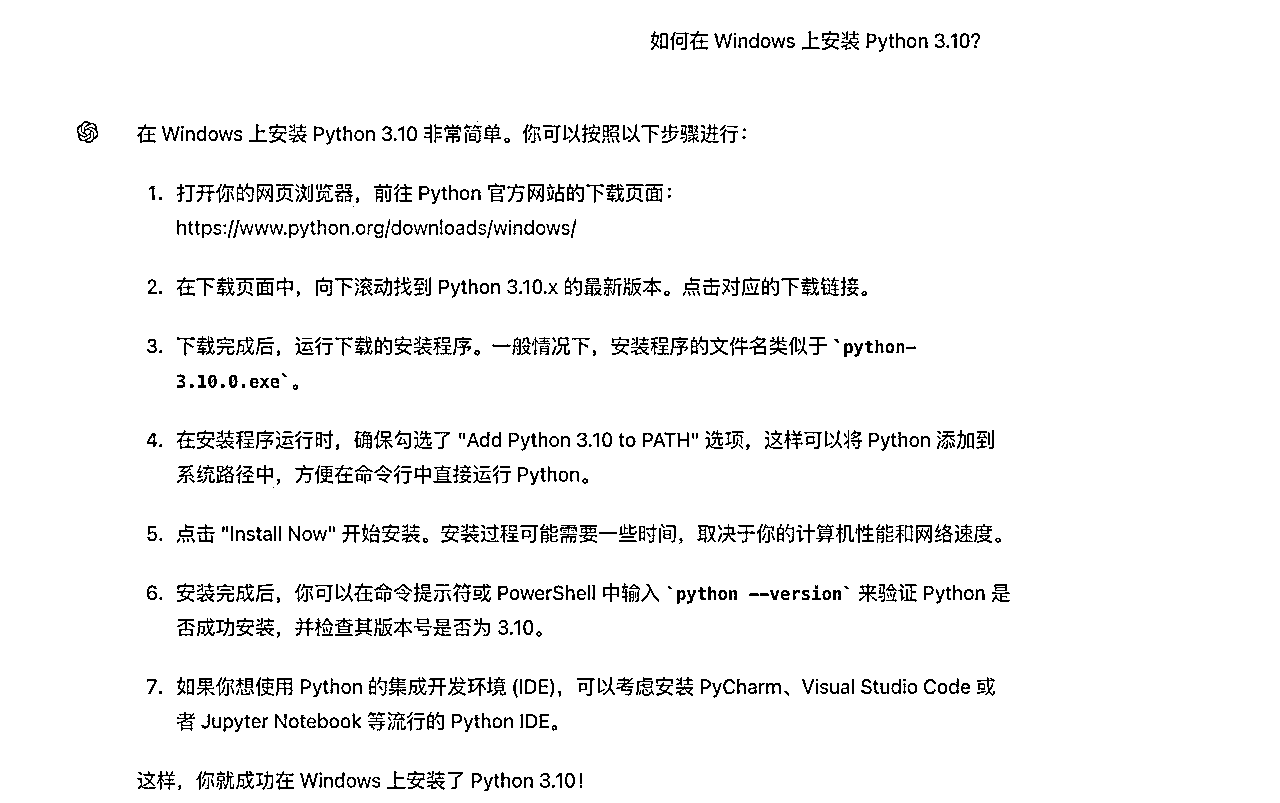 如何在 Windows 上安装 Python 3.10?
在 Windows 上安装 Python 3.10 非常简单。你可以按照以下步骤进行：
1. 打开你的网页浏览器，前往 Python 官方网站的下载页面：
https://www.python.org/downloads/windows/
2. 在下载页面中，向下滚动找到 Python 3.10.x 的最新版本。点击对应的下载链接。
3. 下载完成后，运行下载的安装程序。一般情况下，安装程序的文件名类似于 `python-
3.10.0.exe`。
4. 在安装程序运行时，确保勾选了 "Add Python 3.10 to PATH" 选项，这样可以将 Python 添加到
系统路径中，方便在命令行中直接运行 Python。
5. 点击 "Install Now" 开始安装。安装过程可能需要一些时间，取决于你的计算机性能和网络速度。
6. 安装完成后，你可以在命令提示符或 PowerShell 中输入 `python --version` 来验证 Python 是
否成功安装，并检查其版本号是否为 3.10。
7. 如果你想使用 Python 的集成开发环境 (IDE)，可以考虑安装 PyCharm、Visual Studio Code 或
者 Jupyter Notebook 等流行的 Python IDE。
这样，你就成功在 Windows 上安装了 Python 3.10！